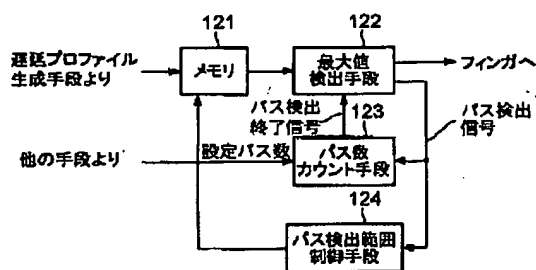 121
122
遅延プロファイル
生成手段より
メモリ
最大値
検出手段
フィンガへ
パス検出
終了信号
123
パス検出
信号
他の手段より
設定パス数
パス数
カウント手段
124
パス検出範囲
制御手段